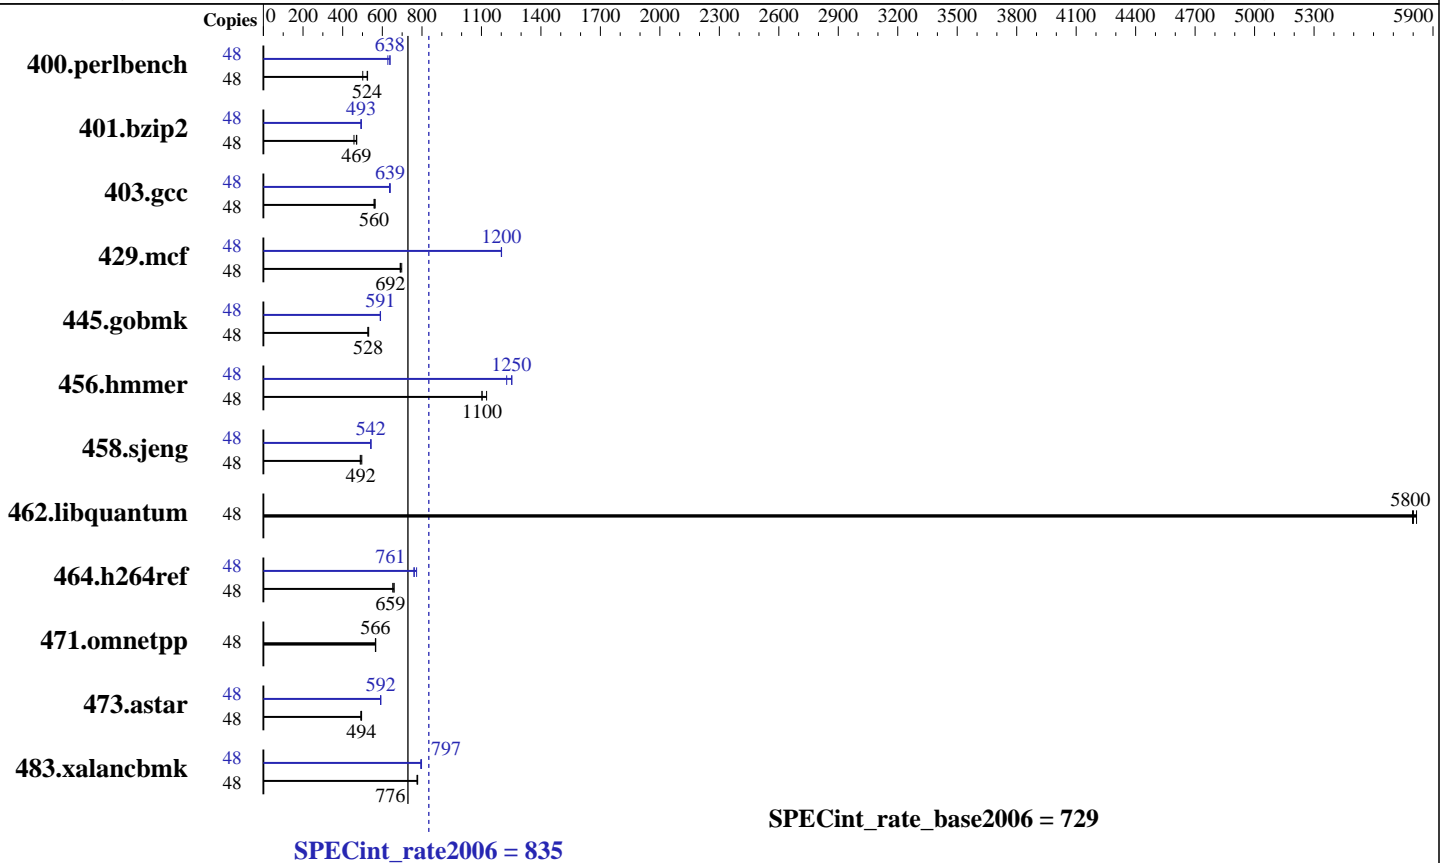 Copies 0 200 400 600 800 1100 1400 1700 2000 2300 2600 2900 3200 3500 3800 4100 4400 4700 5000 5300 5900
400.perlbench 48 638
48 524
401.bzip2 48 493
48 469
403.gcc 48 639
48 560
429.mcf 48 1200
48 692
445.gobmk 48 591
48 528
456.hmmer 48 1250
48 1100
458.sjeng 48 542
48 492
462.libquantum 48 5800
464.h264ref 48 761
48 659
471.omnetpp 48 566
473.astar 48 592
48 494
483.xalancbmk 48 797
48 776
SPECint_rate_base2006 = 729
SPECint_rate2006 = 835